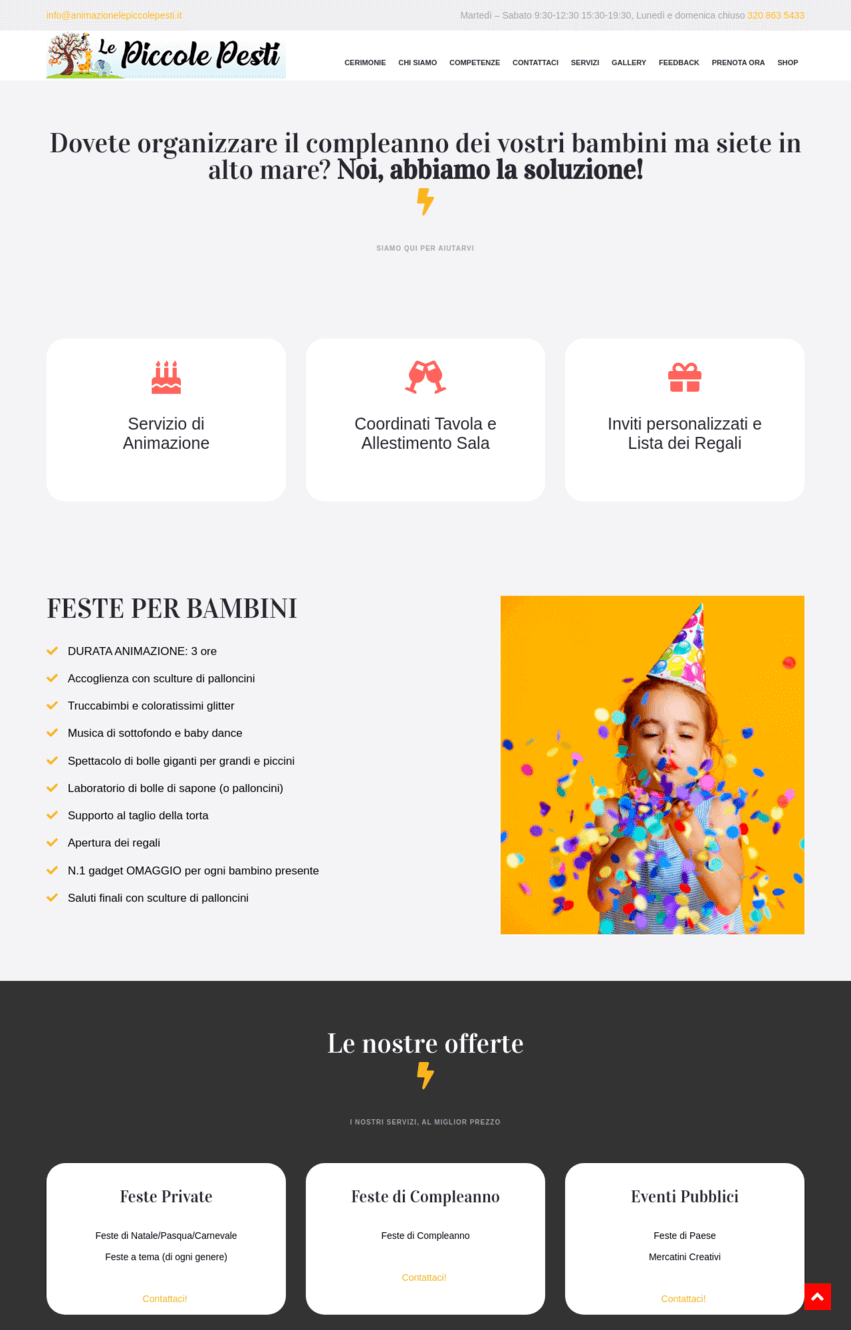 info@animazionelepiccolepesti.it
Martedì – Sabato 9:30-12:30 15:30-19:30, Lunedì e domenica chiuso 320 863 5433
Le Piccole Pesti
CERIMONIE CHI SIAMO COMPETENZE CONTATTACI SERVIZI GALLERY FEEDBACK PRENOTA ORA SHOP
Dovete organizzare il compleanno dei vostri bambini ma siete in
alto mare? Noi, abbiamo la soluzione!
SIAMO QUI PER AIUTARVI
Servizio di
Animazione
Coordinati Tavola e
Allestimento Sala
Inviti personalizzati e
Lista dei Regali
FESTE PER BAMBINI
DURATA ANIMAZIONE: 3 ore
Accoglienza con sculture di palloncini
Truccabimbi e coloratissimi glitter
Musica di sottofondo e baby dance
Spettacolo di bolle giganti per grandi e piccini
Laboratorio di bolle di sapone (o palloncini)
Supporto al taglio della torta
Apertura dei regali
N.1 gadget OMAGGIO per ogni bambino presente
Saluti finali con sculture di palloncini
Le nostre offerte
I NOSTRI SERVIZI, AL MIGLIOR PREZZO
Feste Private
Feste di Natale/Pasqua/Carnevale
Feste a tema (di ogni genere)
Contattaci!
Feste di Compleanno
Feste di Compleanno
Contattaci!
Eventi Pubblici
Feste di Paese
Mercatini Creativi
Contattaci!